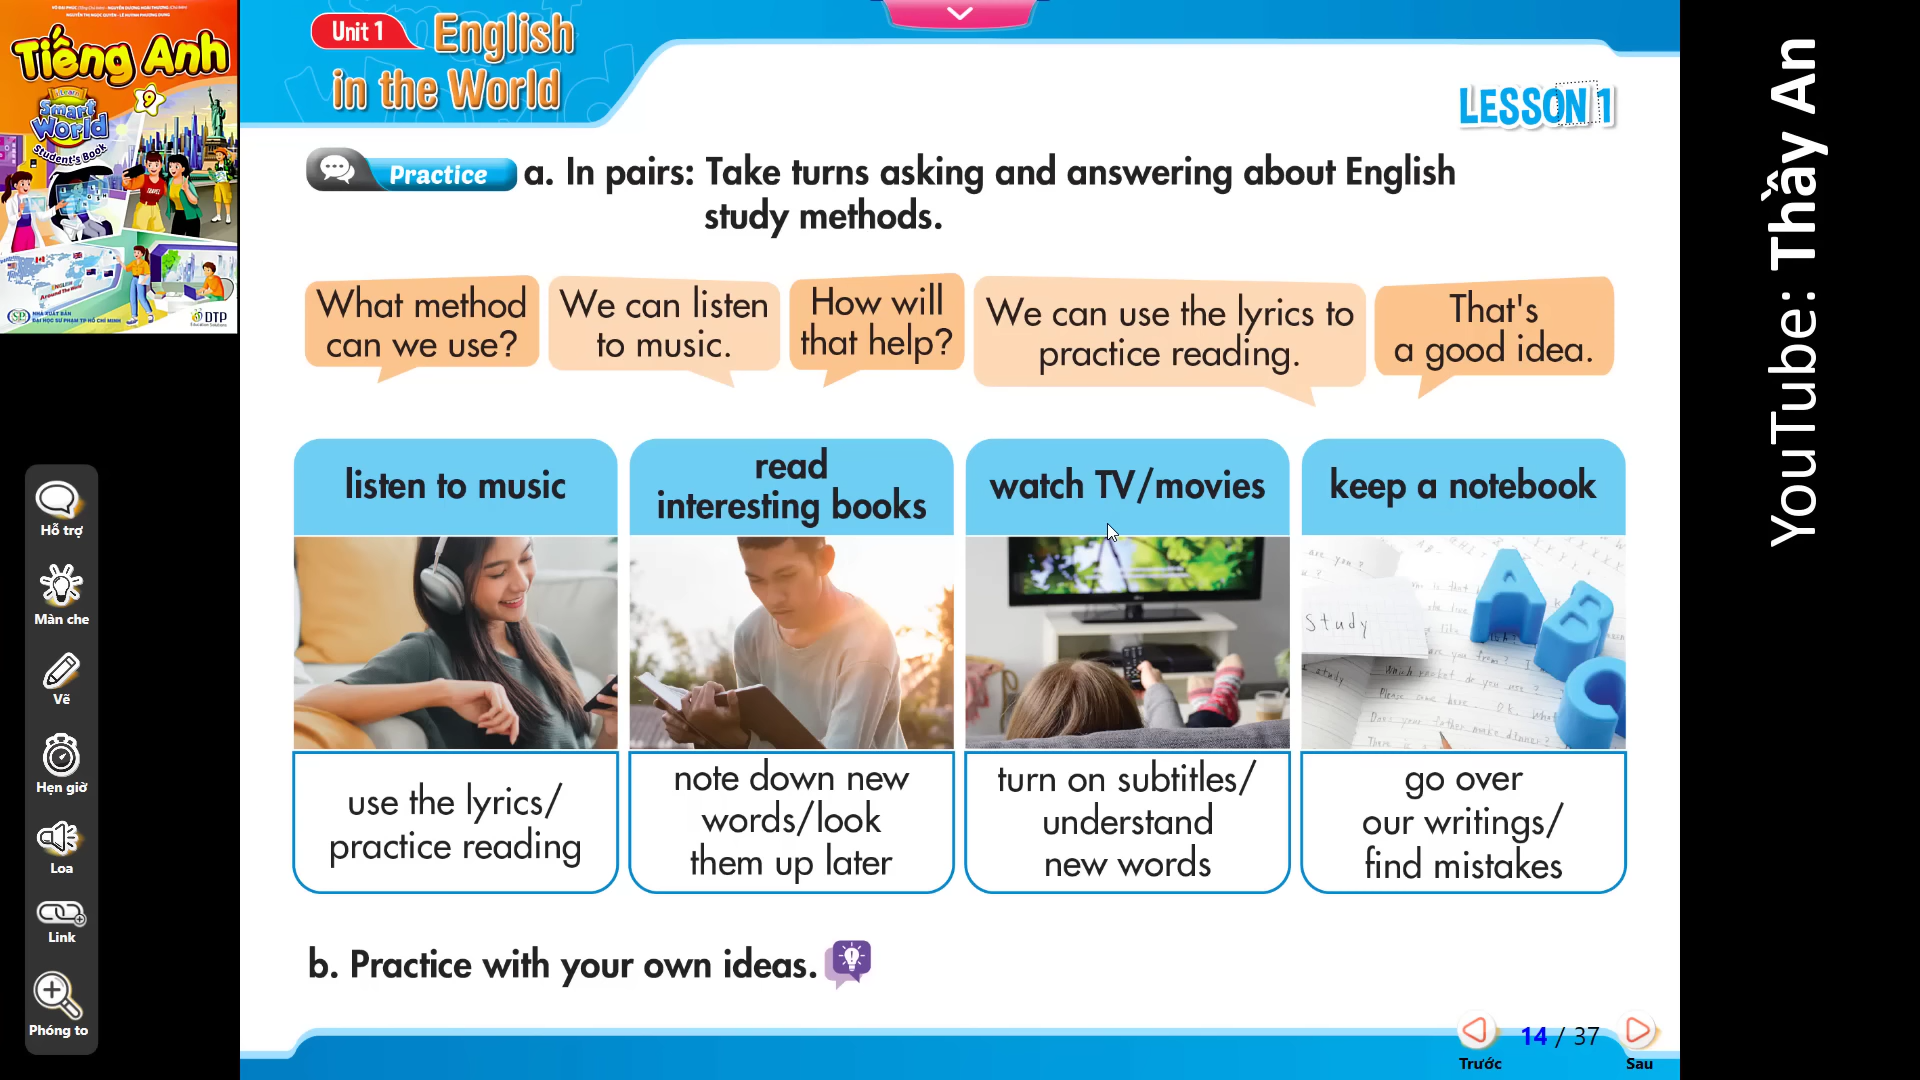 Tiếng Anh
9
i-Learn
Smart
World
Student's Book
DTP
Unit 1
English
in the World
LESSON 1
Practice
a. In pairs: Take turns asking and answering about English
study methods.
What method
can we use?
We can listen
to music.
How will
that help?
We can use the lyrics to
practice reading.
That's
a good idea.
listen to music
read
interesting books
watch TV/movies
keep a notebook
Study
use the lyrics/
practice reading
note down new
words/look
them up later
turn on subtitles/
understand
new words
go over
our writings/
find mistakes
b. Practice with your own ideas.
Hỗ trợ
Màn che
Vẽ
Hẹn giờ
Loa
Link
Phóng to
14 / 37
Trước
Sau
YouTube: Thầy An